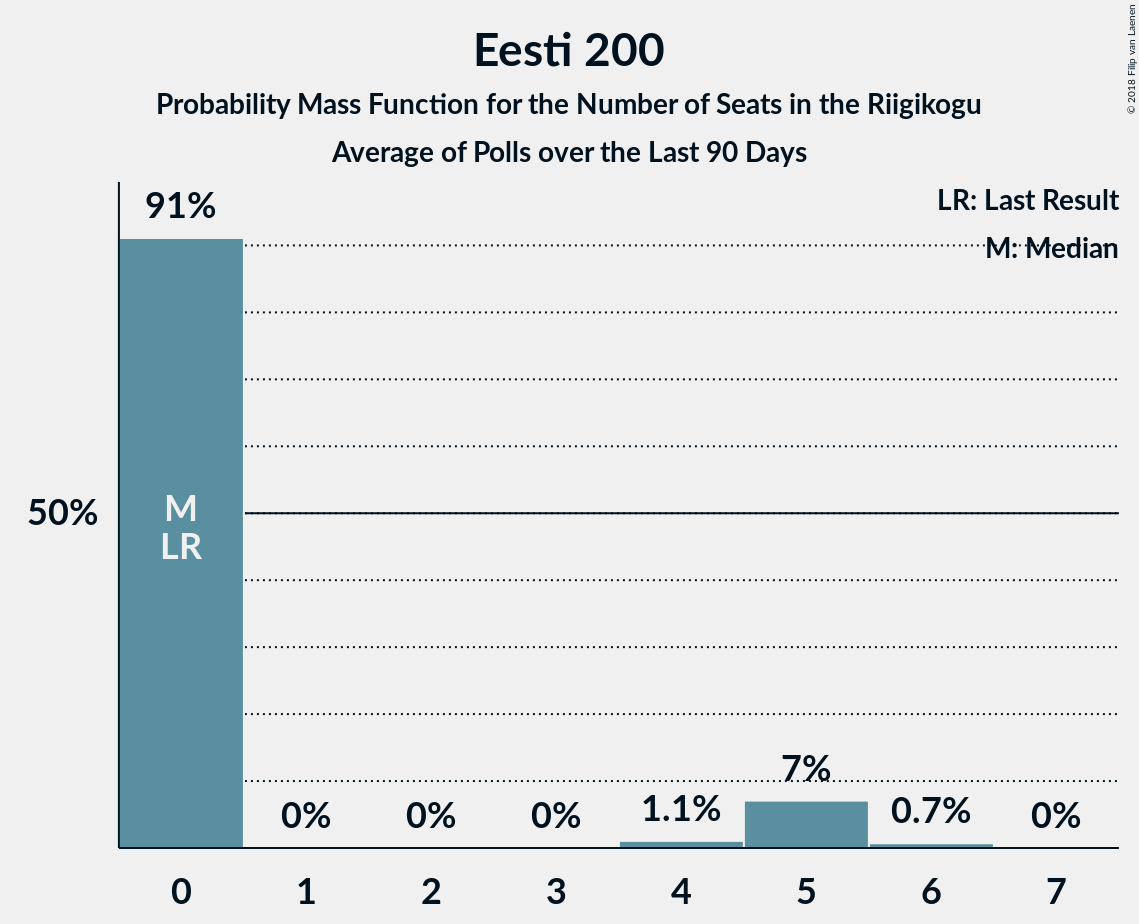 Eesti 200
Probability Mass Function for the Number of Seats in the Riigikogu
Average of Polls over the Last 90 Days
© 2018 Filip van Laenen
LR: Last Result
M: Median
91%
50%
M
LR
0%
0%
0%
1.1%
7%
0.7%
0%
0 1 2 3 4 5 6 7